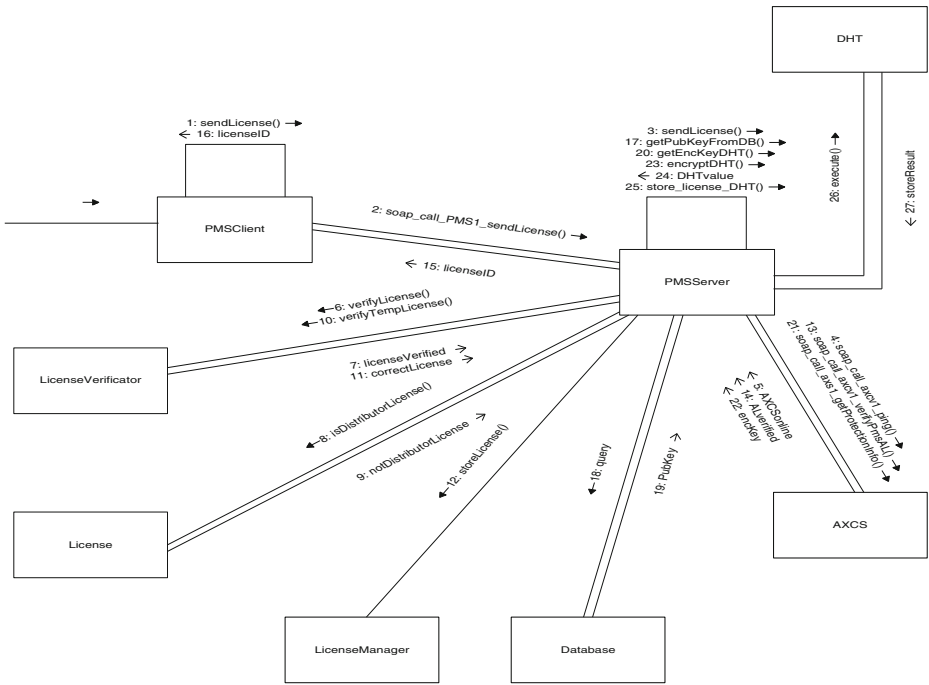 DHT
1: sendLicense()
16: licenseID
3: sendLicense()
17: getPubKeyFromDB()
20: getEncKeyDHT()
23: encryptDHT()
24: DHTvalue
25: store_license_DHT()
26: execute()
27: storeResult
PMSClient
2: soap_call_PMS1_sendLicense()
15: licenseID
PMSServer
6: verifyLicense()
10: verifyTempLicense()
7: licenseVerified
11: correctLicense
LicenseVerificator
4: soap_call_axcv1_ping()
13: soap_call_axcv1_verifyPmsAL()
21: soap_call_axs1_getProtectionInfo()
5: AXCSonline
14: ALverified
22: encKey
8: isDistributorLicense()
9: notDistributorLicense
12: storeLicense()
18: query
19: PubKey
License
AXCS
LicenseManager
Database